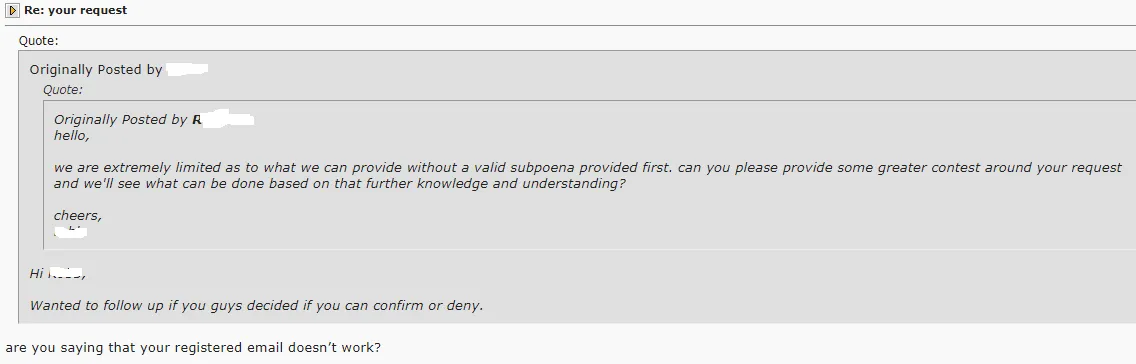 Re: your request
Quote:
Originally Posted by
Quote:
Originally Posted by R
hello,
we are extremely limited as to what we can provide without a valid subpoena provided first. can you please provide some greater contest around your request
and we'll see what can be done based on that further knowledge and understanding?
cheers,
Hi
Wanted to follow up if you guys decided if you can confirm or deny.
are you saying that your registered email doesn’t work?